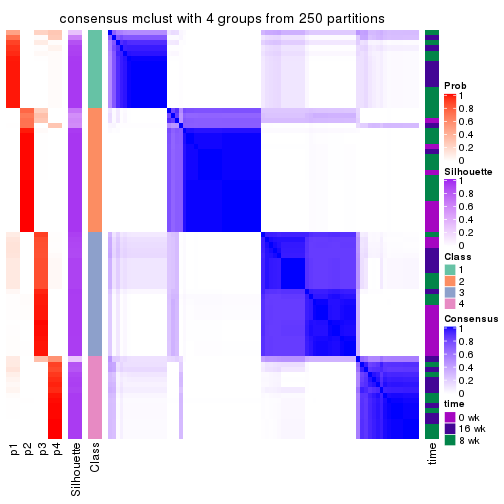 consensus mclust with 4 groups from 250 partitions
Prob
1
0.8
0.6
0.4
0.2
0
Silhouette
1
0.8
0.6
0.4
0.2
0
Class
1
2
3
4
Consensus
1
0.8
0.6
0.4
0.2
0
time
0 wk
16 wk
8 wk
p1
p2
p3
p4
Silhouette
Class
time